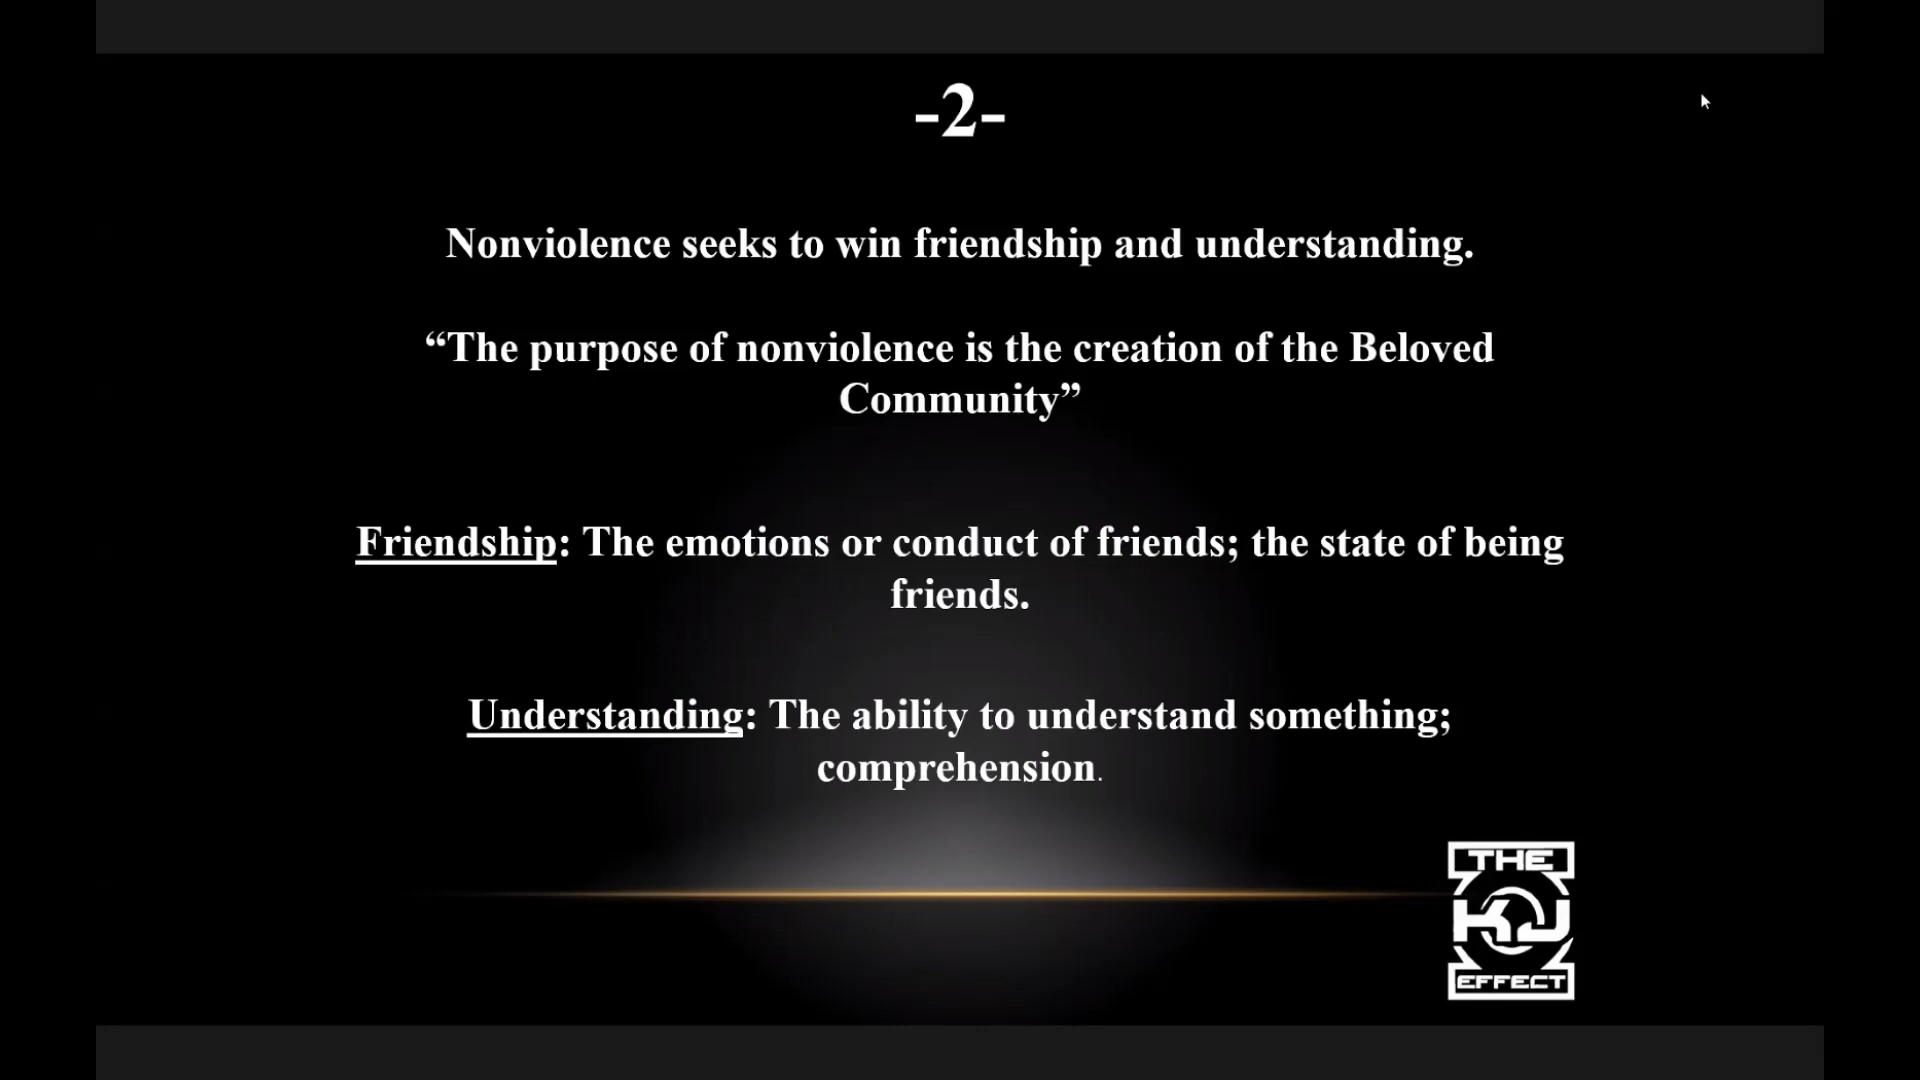 -2-
Nonviolence seeks to win friendship and understanding.
“The purpose of nonviolence is the creation of the Beloved
Community”
Friendship: The emotions or conduct of friends; the state of being
friends.
Understanding: The ability to understand something;
comprehension.
THE
KJ
EFFECT